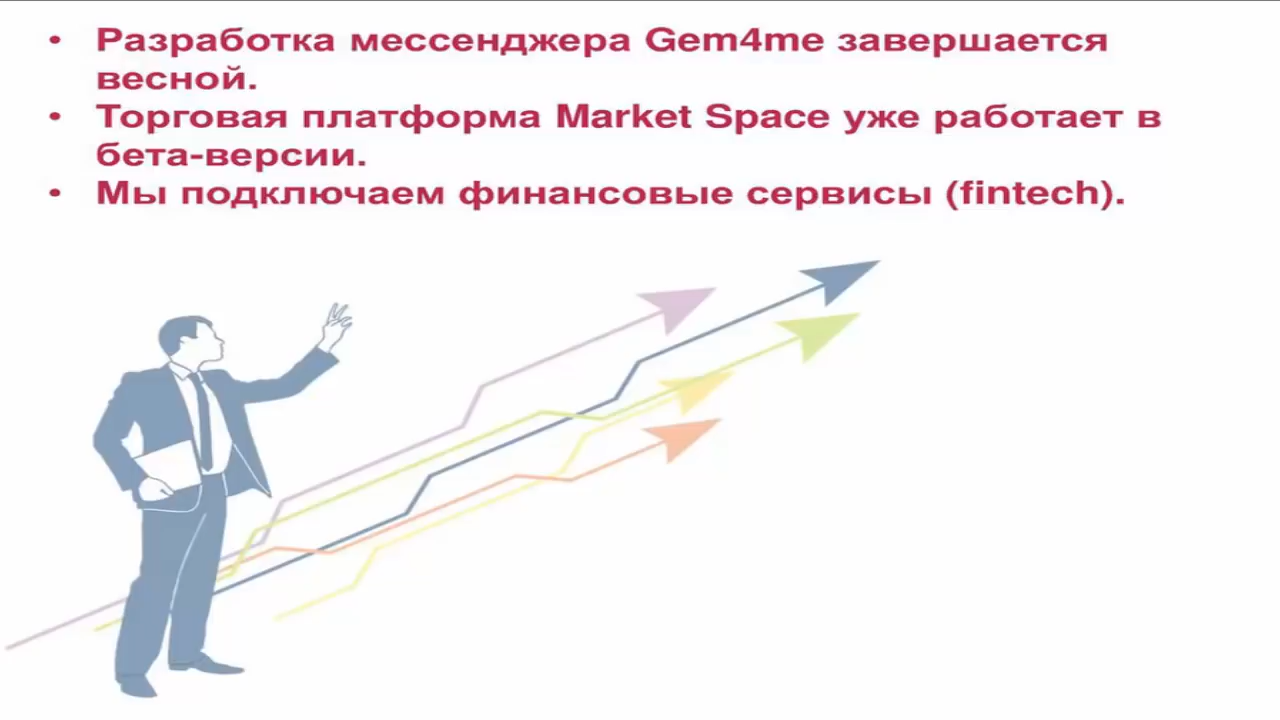 • Разработка мессенджера Gem4me завершается
весной.
• Торговая платформа Market Space уже работает в
бета-версии.
• Мы подключаем финансовые сервисы (fintech).